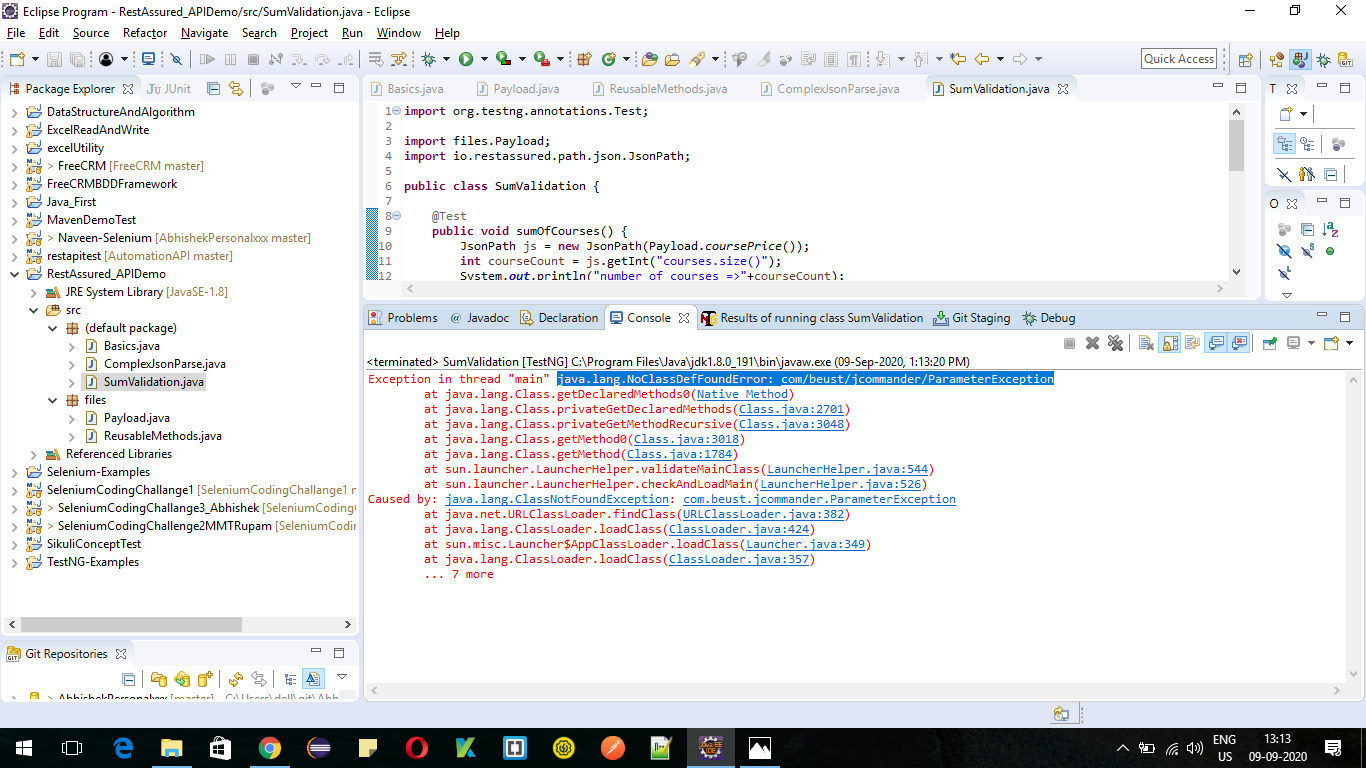 Eclipse Program - RestAssured_APIDemo/src/SumValidation.java - Eclipse
File Edit Source Refactor Navigate Search Project Run Window Help
Quick Access
Package Explorer JUnit
DataStructureAndAlgorithm
ExcelReadAndWrite
excelUtility
> FreeCRM [FreeCRM master]
FreeCRMBDDFramework
Java_First
MavenDemoTest
> Naveen-Selenium [AbhishekPersonalxxx master]
restapitest [AutomationAPI master]
RestAssured_APIDemo
JRE System Library [JavaSE-1.8]
src
(default package)
Basics.java
ComplexJsonParse.java
SumValidation.java
files
Payload.java
ReusableMethods.java
Referenced Libraries
Selenium-Examples
SeleniumCodingChallange1 [SeleniumCodingChallange1 m
> SeleniumCodingChallange3_Abhishek [SeleniumCoding
> SeleniumCodingChallenge2MMTRupam [SeleniumCodin
SikuliConceptTest
TestNG-Examples
Git Repositories
> AbhishekPersonalxxx [master] - C:\Users\dell\git\Abh
Basics.java Payload.java ReusableMethods.java ComplexJsonParse.java SumValidation.java
1 import org.testng.annotations.Test;
2
3 import files.Payload;
4 import io.restassured.path.json.JsonPath;
5
6 public class SumValidation {
7
8 @Test
9 public void sumOfCourses() {
10 JsonPath js = new JsonPath(Payload.coursePrice());
11 int courseCount = js.getInt("courses.size()");
12 System.out.println("number of courses =>"+courseCount);
T
O
Problems @ Javadoc Declaration Console Results of running class SumValidation Git Staging Debug
<terminated> SumValidation [TestNG] C:\Program Files\Java\jdk1.8.0_191\bin\javaw.exe (09-Sep-2020, 1:13:20 PM)
Exception in thread "main" java.lang.NoClassDefFoundError: com/beust/jcommander/ParameterException
at java.lang.Class.getDeclaredMethods0(Native Method)
at java.lang.Class.privateGetDeclaredMethods(Class.java:2701)
at java.lang.Class.privateGetMethodRecursive(Class.java:3048)
at java.lang.Class.getMethod0(Class.java:3018)
at java.lang.Class.getMethod(Class.java:1784)
at sun.launcher.LauncherHelper.validateMainClass(LauncherHelper.java:544)
at sun.launcher.LauncherHelper.checkAndLoadMain(LauncherHelper.java:526)
Caused by: java.lang.ClassNotFoundException: com.beust.jcommander.ParameterException
at java.net.URLClassLoader.findClass(URLClassLoader.java:382)
at java.lang.ClassLoader.loadClass(ClassLoader.java:424)
at sun.misc.Launcher$AppClassLoader.loadClass(Launcher.java:349)
at java.lang.ClassLoader.loadClass(ClassLoader.java:357)
... 7 more
ENG
US
13:13
09-09-2020